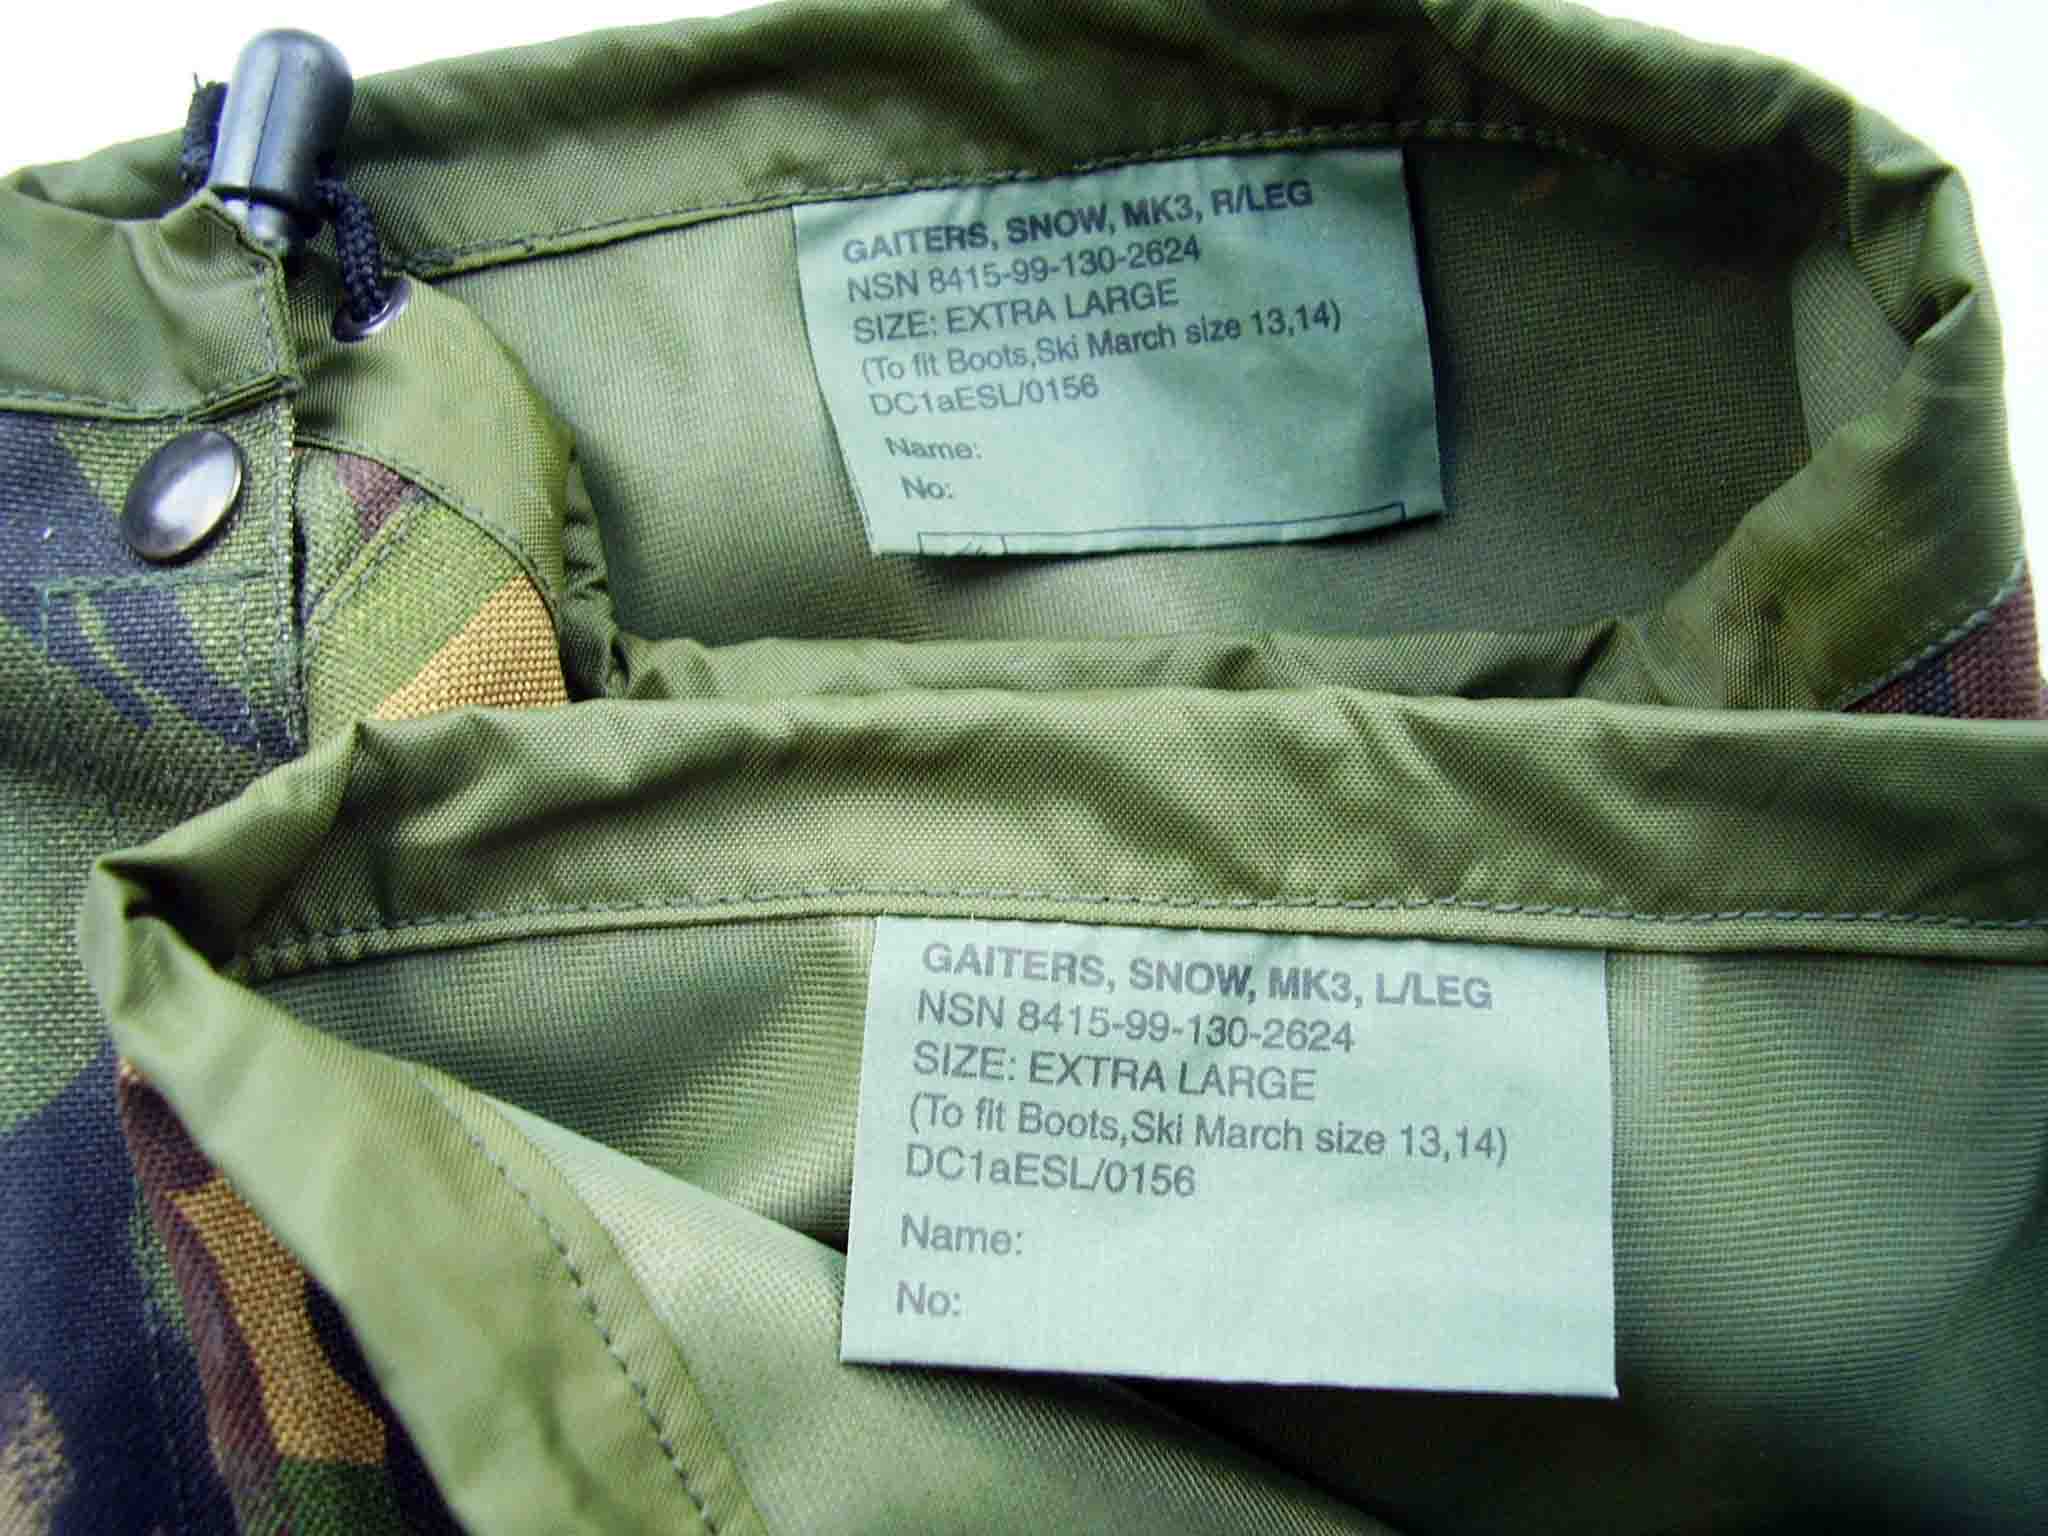 GAITERS, SNOW, MK3, R/LEG
NSN 8415-99-130-2624
SIZE: EXTRA LARGE
(To fit Boots,Ski March size 13,14)
DC1aESL/0156
Name:
No:
GAITERS, SNOW, MK3, L/LEG
NSN 8415-99-130-2624
SIZE: EXTRA LARGE
(To fit Boots,Ski March size 13,14)
DC1aESL/0156
Name:
No: